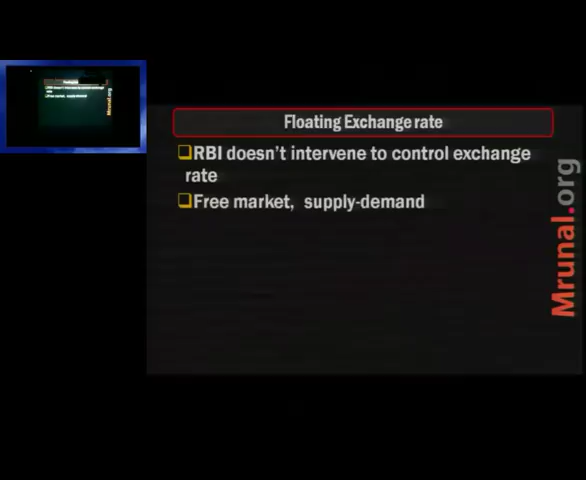 Floating Exchange rate
❑RBI doesn't intervene to control exchange
rate
❑Free market, supply-demand
Mrunal.org